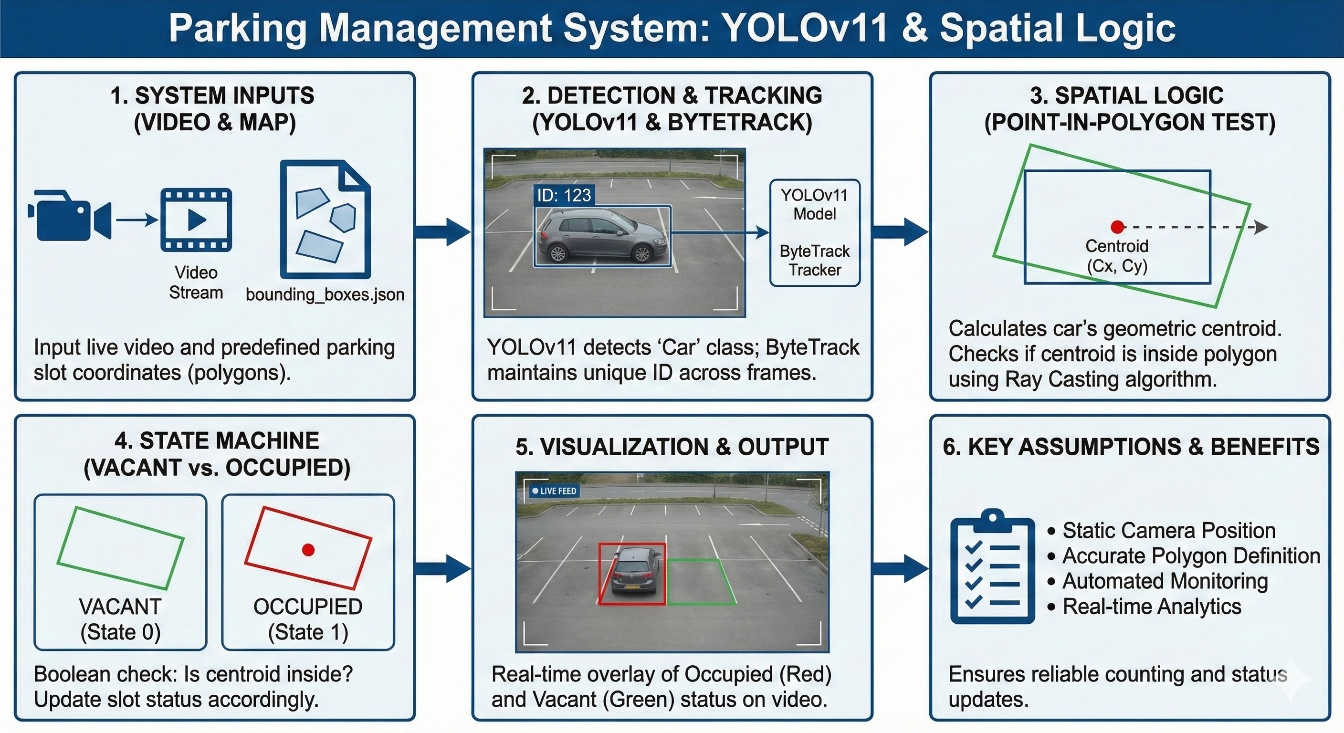 Parking Management System: YOLOv11 & Spatial Logic
1. SYSTEM INPUTS
(VIDEO & MAP)
Video
Stream
bounding_boxes.json
Input live video and predefined parking
slot coordinates (polygons).
2. DETECTION & TRACKING
(YOLOv11 & BYTETRACK)
ID: 123
YOLOv11
Model
ByteTrack
Tracker
YOLOv11 detects ‘Car’ class; ByteTrack
maintains unique ID across frames.
3. SPATIAL LOGIC
(POINT-IN-POLYGON TEST)
Centroid
(Cx, Cy)
Calculates car’s geometric centroid.
Checks if centroid is inside polygon
using Ray Casting algorithm.
4. STATE MACHINE
(VACANT vs. OCCUPIED)
VACANT
(State 0)
OCCUPIED
(State 1)
Boolean check: Is centroid inside?
Update slot status accordingly.
5. VISUALIZATION & OUTPUT
LIVE FEED
Real-time overlay of Occupied (Red)
and Vacant (Green) status on video.
6. KEY ASSUMPTIONS & BENEFITS
• Static Camera Position
• Accurate Polygon Definition
• Automated Monitoring
• Real-time Analytics
Ensures reliable counting and status
updates.